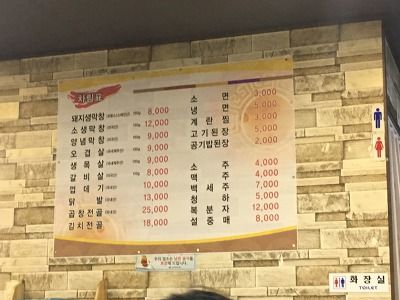 차림표
돼지생막창 8,000
소생막창 12,000
양념막창 9,000
오겹살 9,000
생목살 9,000
갈비살
껍데기 10,000
닭발 13,000
곱창전골 25,000
김치전골 18,000
소면 3,000
냉면 5,000
계란찜 3,000
고기된장 5,000
공기밥된장 2,000
소주 4,000
맥주 4,000
백세주 7,000
청하 5,000
복분자 12,000
설중매 8,000
화장실
TOILET